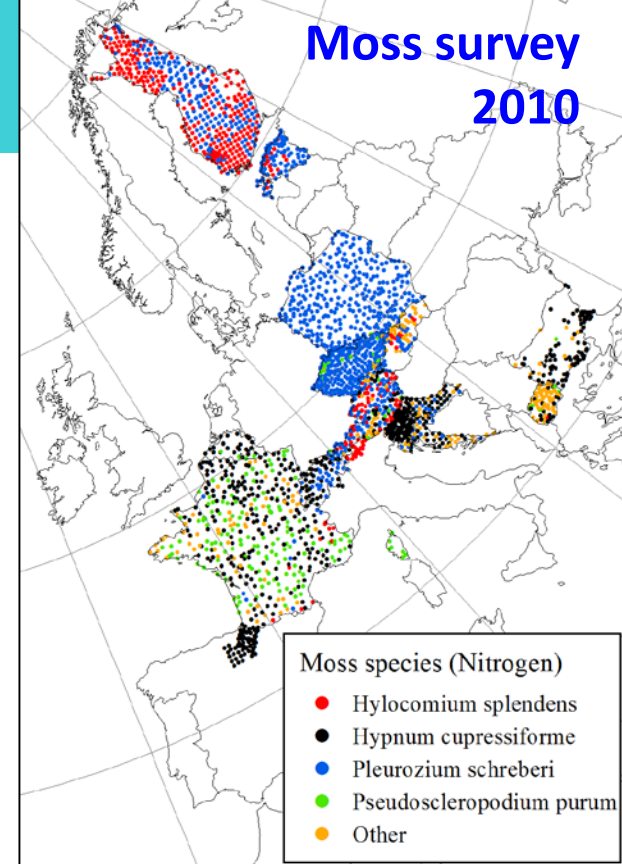 Moss survey
2010
Moss species (Nitrogen)
Hylocomium splendens
Hypnum cupressiforme
Pleurozium schreberi
Pseudoscleropodium purum
Other